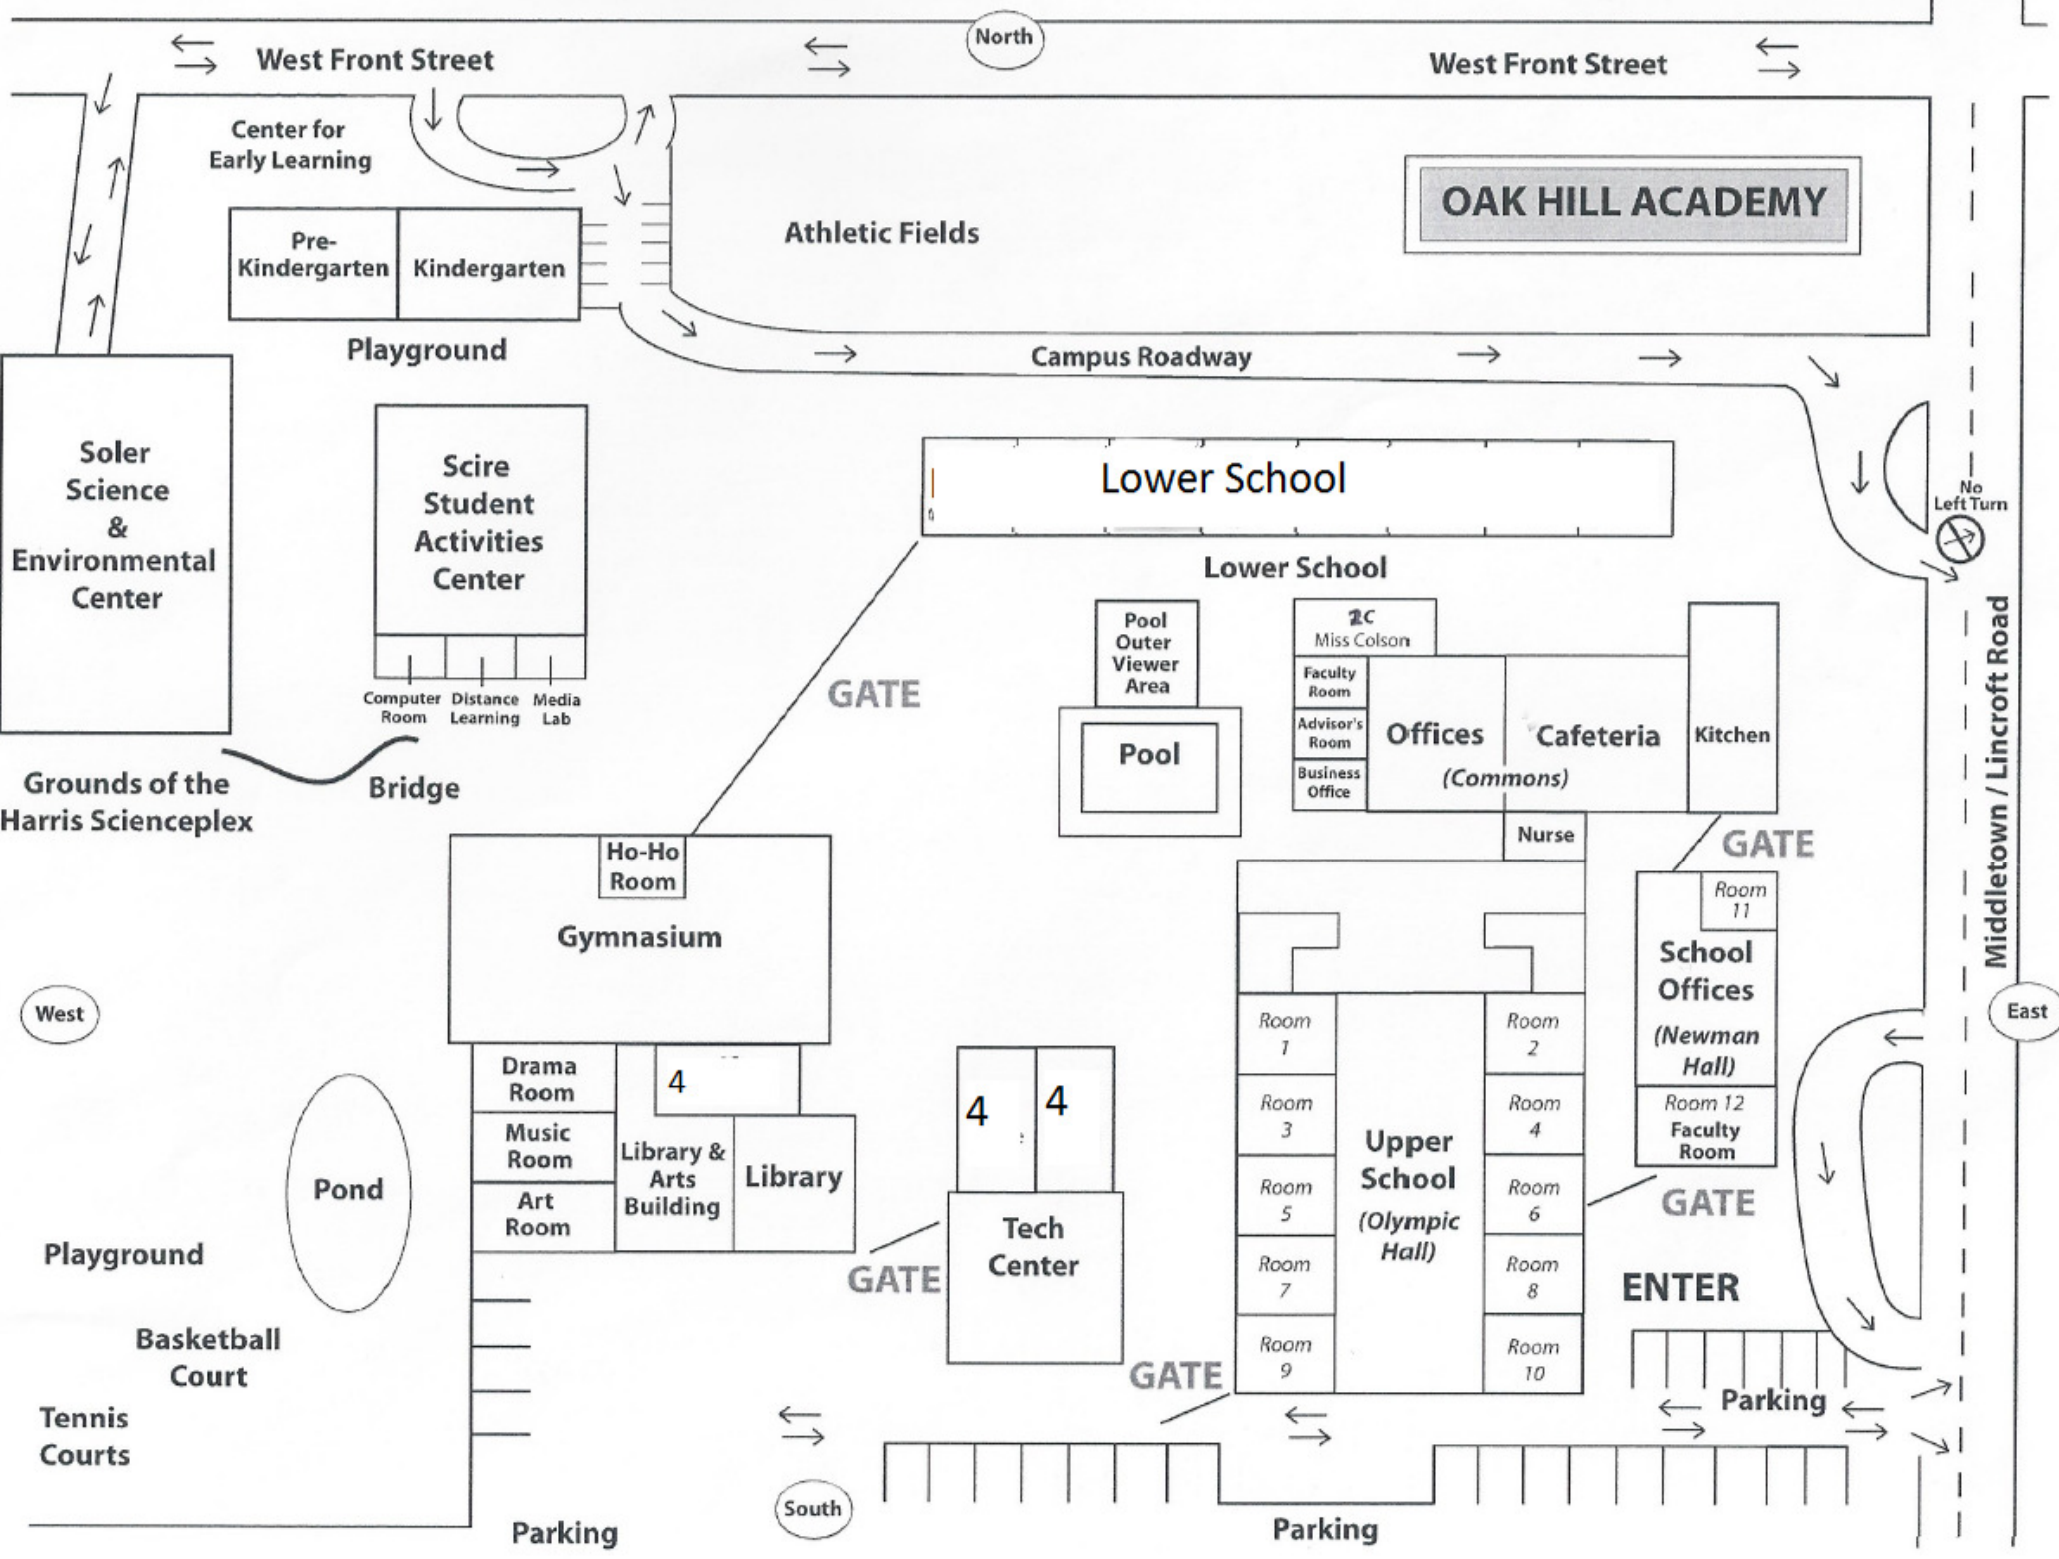 North
West Front Street
West Front Street
Center for
Early Learning
OAK HILL ACADEMY
Athletic Fields
Pre-
Kindergarten
Kindergarten
Playground
Campus Roadway
Soler
Science
&
Environmental
Center
Scire
Student
Activities
Center
Computer
Room
Distance
Learning
Media
Lab
Lower School
Lower School
No
Left Turn
Middletown / Lincroft Road
GATE
Pool
Outer
Viewer
Area
Pool
2C
Miss Colson
Faculty
Room
Advisor's
Room
Business
Office
Offices
Cafeteria
(Commons)
Kitchen
Nurse
GATE
Grounds of the
Harris Scienceplex
Bridge
Ho-Ho
Room
Gymnasium
Room
11
School
Offices
(Newman
Hall)
Room 12
Faculty
Room
GATE
West
East
Drama
Room
Music
Room
Art
Room
4
Library &
Arts
Building
Library
4
4
Tech
Center
GATE
Room
1
Room
2
Room
3
Room
4
Room
5
Room
6
Room
7
Room
8
Room
9
Room
10
Upper
School
(Olympic
Hall)
Pond
Playground
Basketball
Court
Tennis
Courts
ENTER
GATE
Parking
South
Parking
Parking